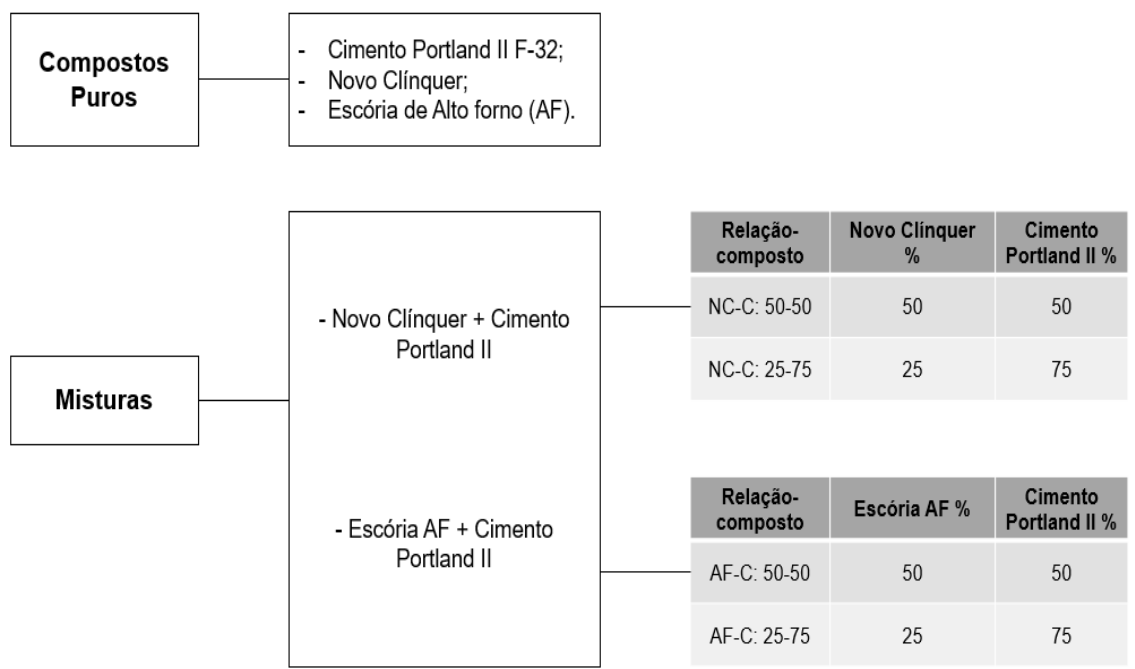 Compostos
Puros
- Cimento Portland II F-32;
- Novo Clínquer;
- Escória de Alto forno (AF).
Misturas
- Novo Clínquer + Cimento
Portland II
- Escória AF + Cimento
Portland II
Relação-
composto
Novo Clínquer
%
Cimento
Portland II %
NC-C: 50-50 50 50
NC-C: 25-75 25 75
Relação-
composto
Escória AF %
Cimento
Portland II %
AF-C: 50-50 50 50
AF-C: 25-75 25 75